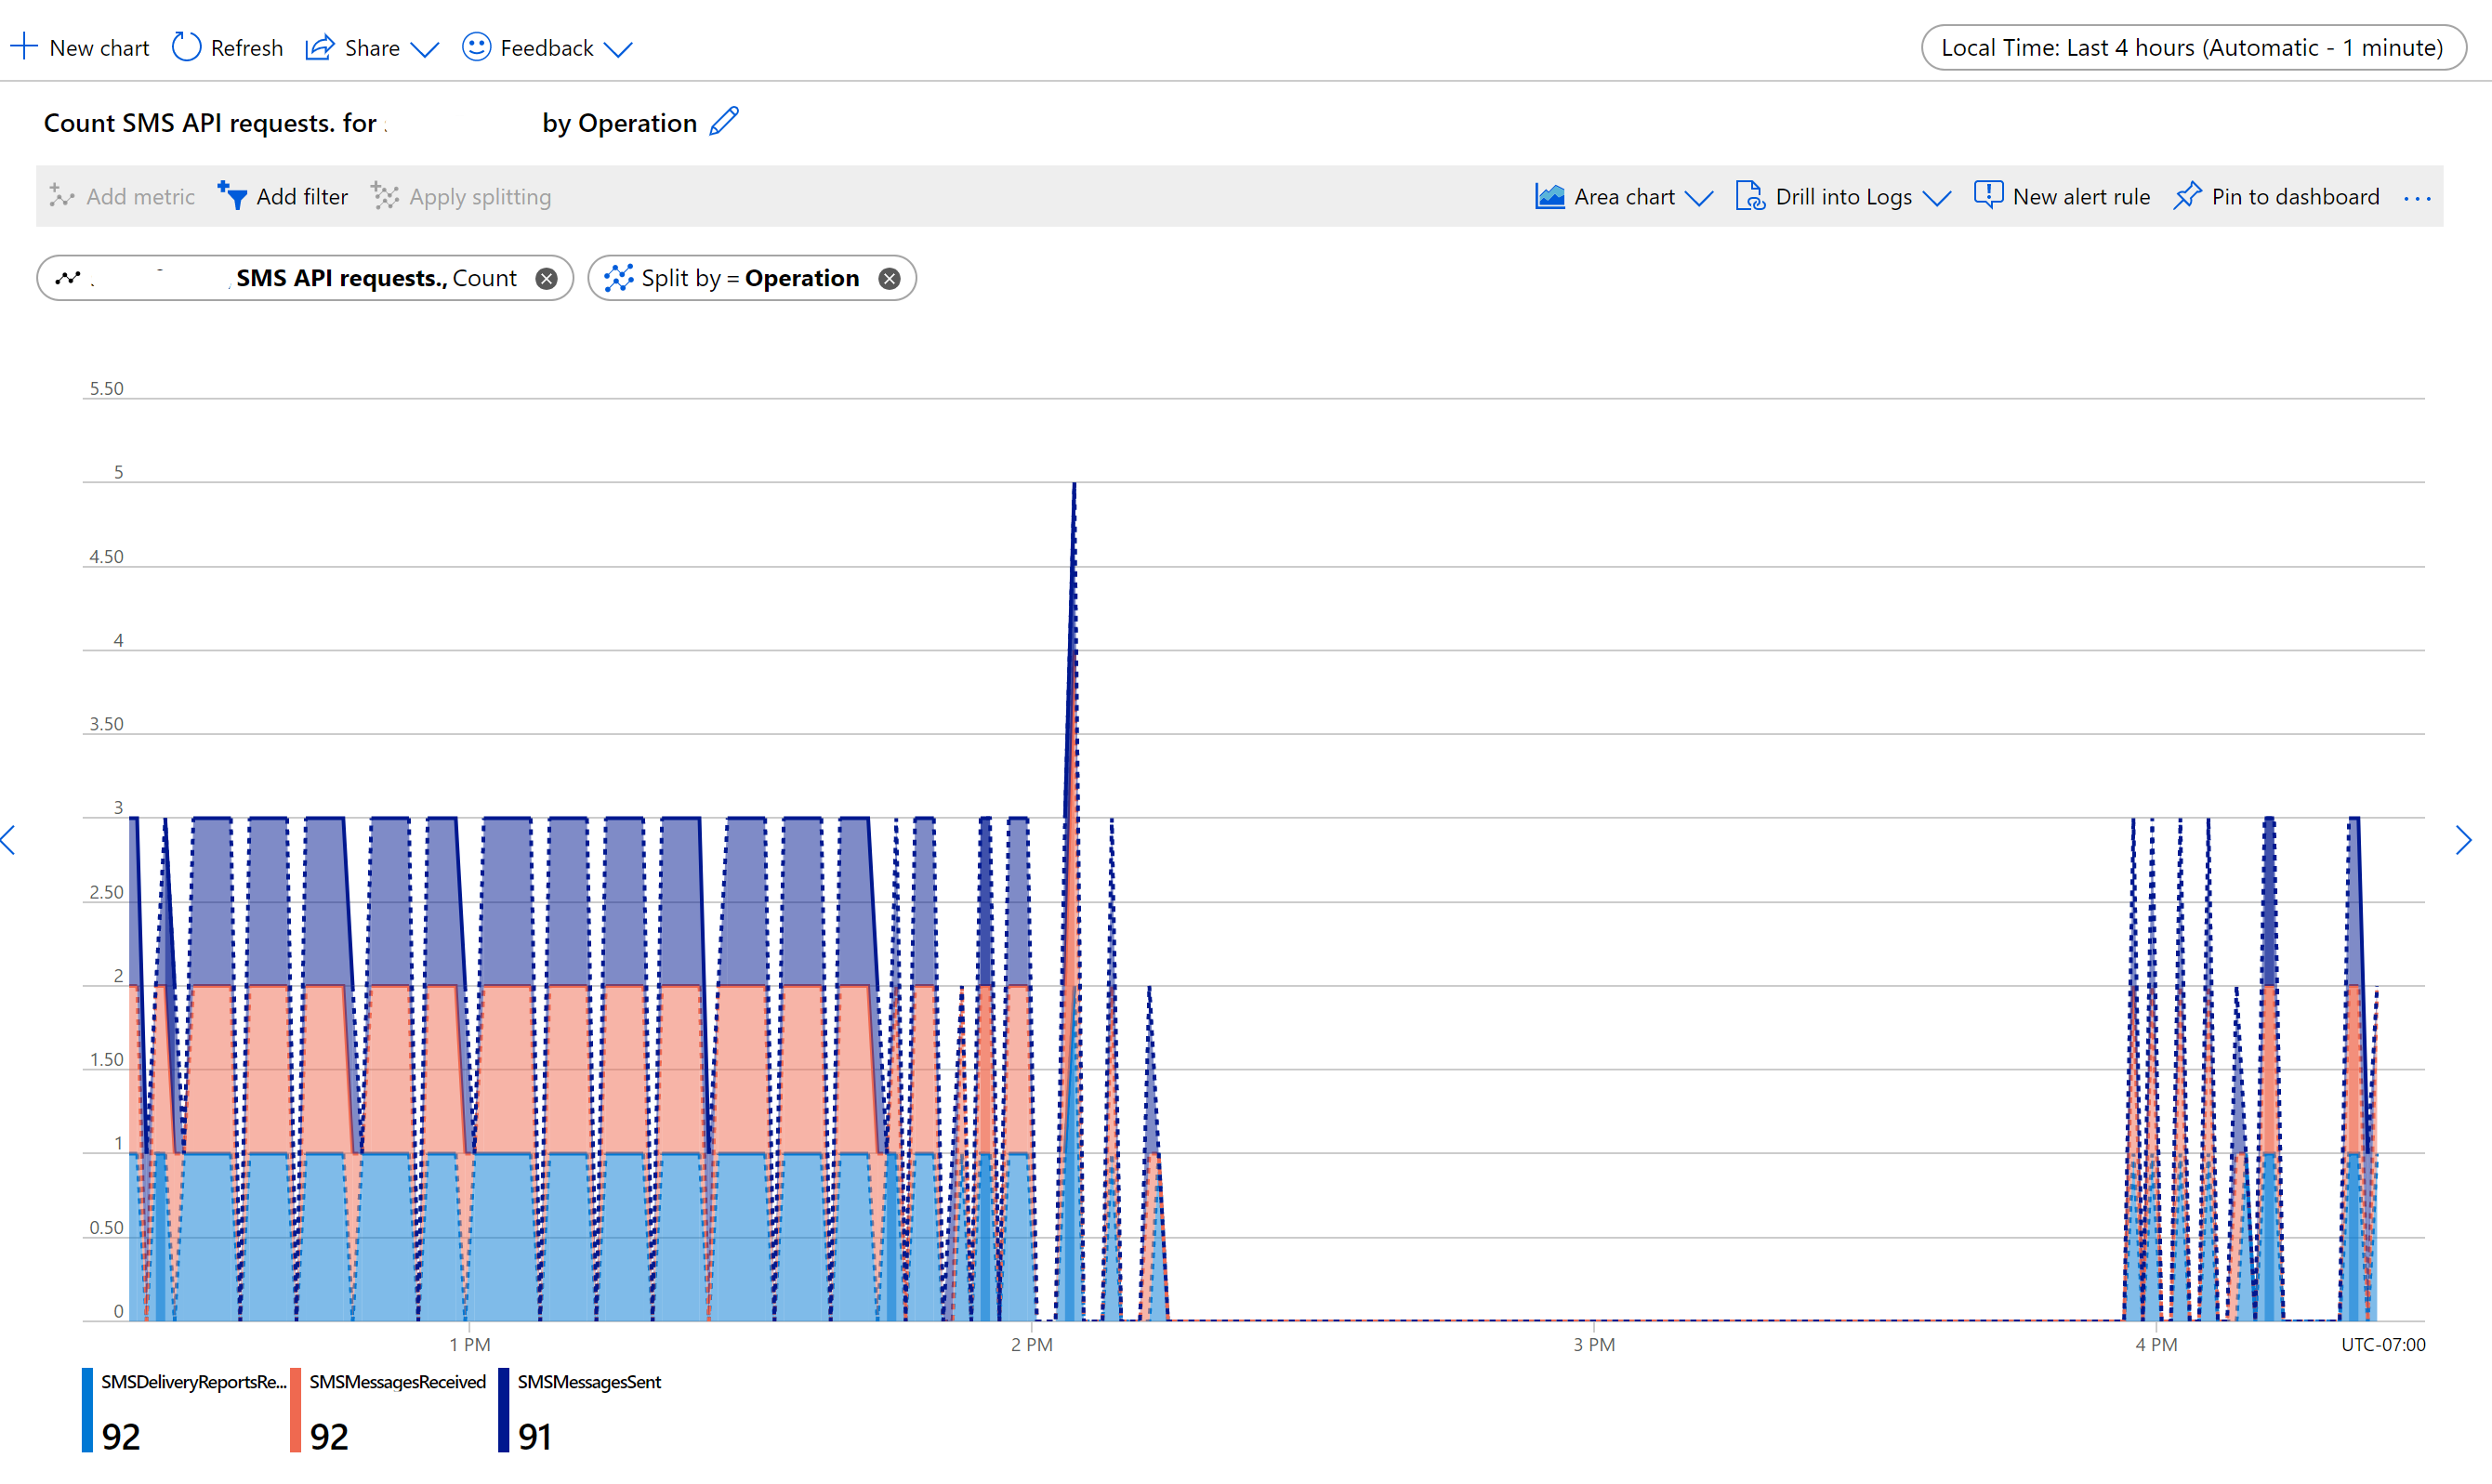 New chart Refresh Share Feedback Local Time: Last 4 hours (Automatic - 1 minute)
Count SMS API requests. for by Operation
Add metric Add filter Apply splitting Area chart Drill into Logs New alert rule Pin to dashboard ...
SMS API requests., Count Split by = Operation
5.50
5
4.50
4
3.50
3
2.50
2
1.50
1
0.50
0
1 PM 2 PM 3 PM 4 PM UTC-07:00
SMSDeliveryReportsRe... SMSMessagesReceived SMSMessagesSent
92 92 91